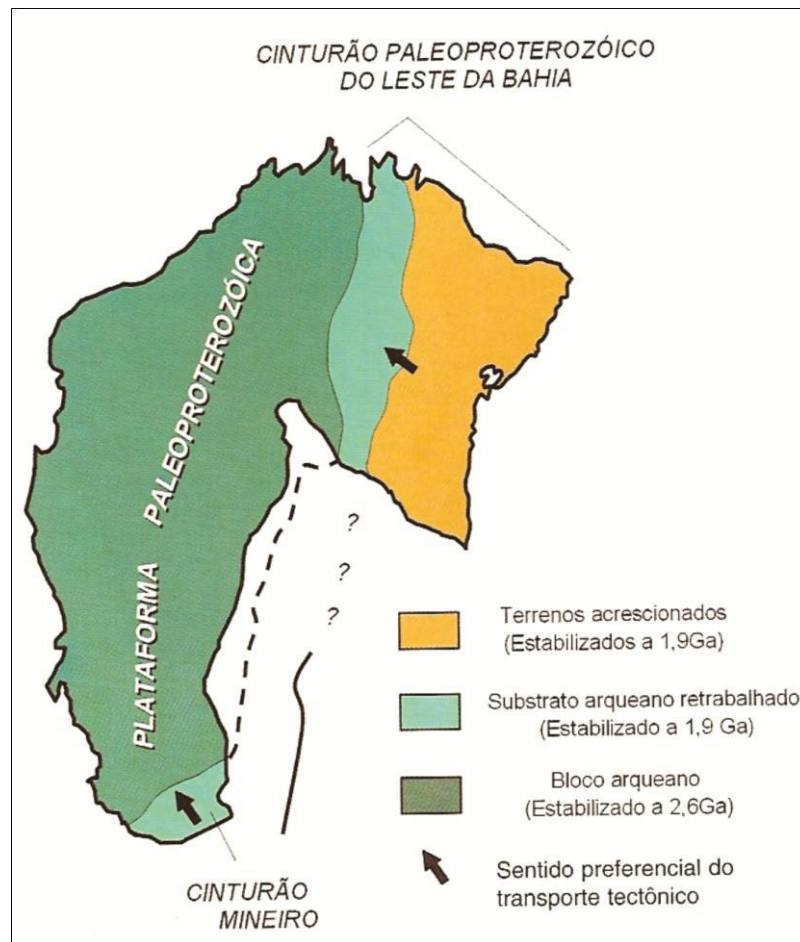 CINTURÃO PALEOPROTEROZÓICO
DO LESTE DA BAHIA
PLATAFORMA PALEOPROTEROZÓICA
?
?
?
Terrenos acrescionados
(Estabilizados a 1,9Ga)
Substrato arqueano retrabalhado
(Estabilizado a 1,9 Ga)
Bloco arqueano
(Estabilizado a 2,6Ga)
Sentido preferencial do
transporte tectônico
CINTURÃO
MINEIRO